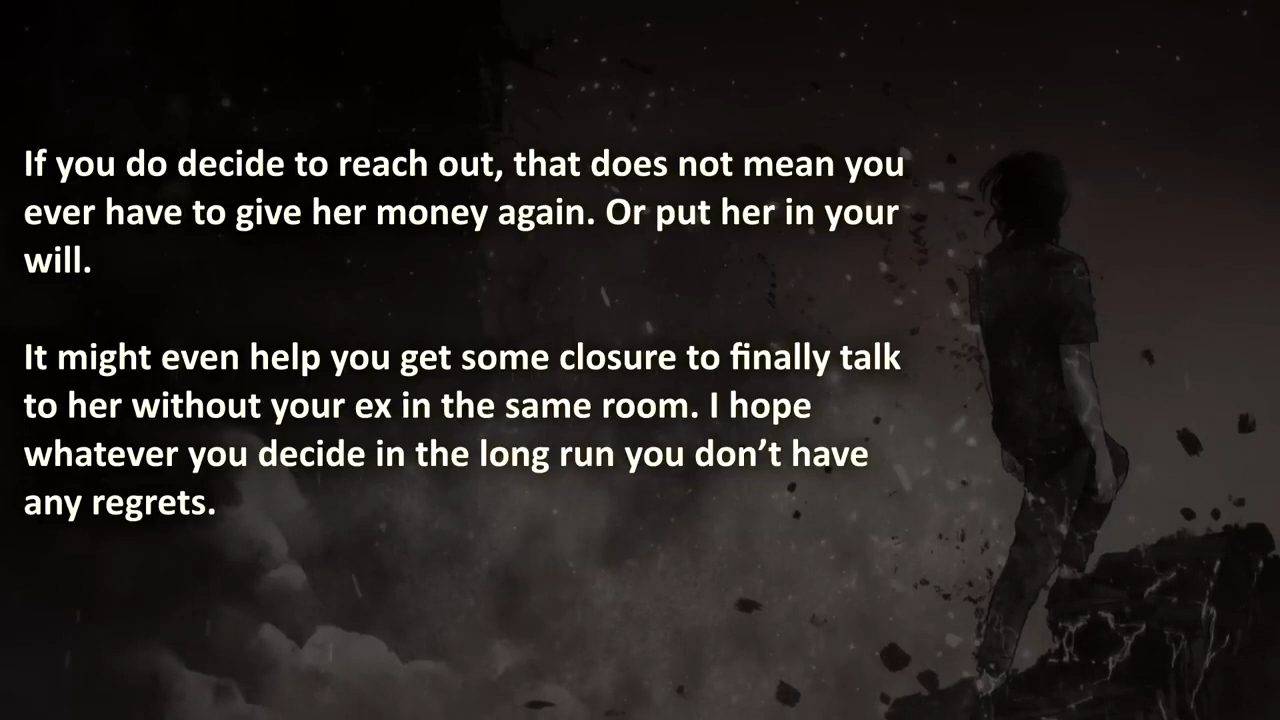 If you do decide to reach out, that does not mean you
ever have to give her money again. Or put her in your
will.
It might even help you get some closure to finally talk
to her without your ex in the same room. I hope
whatever you decide in the long run you don’t have
any regrets.